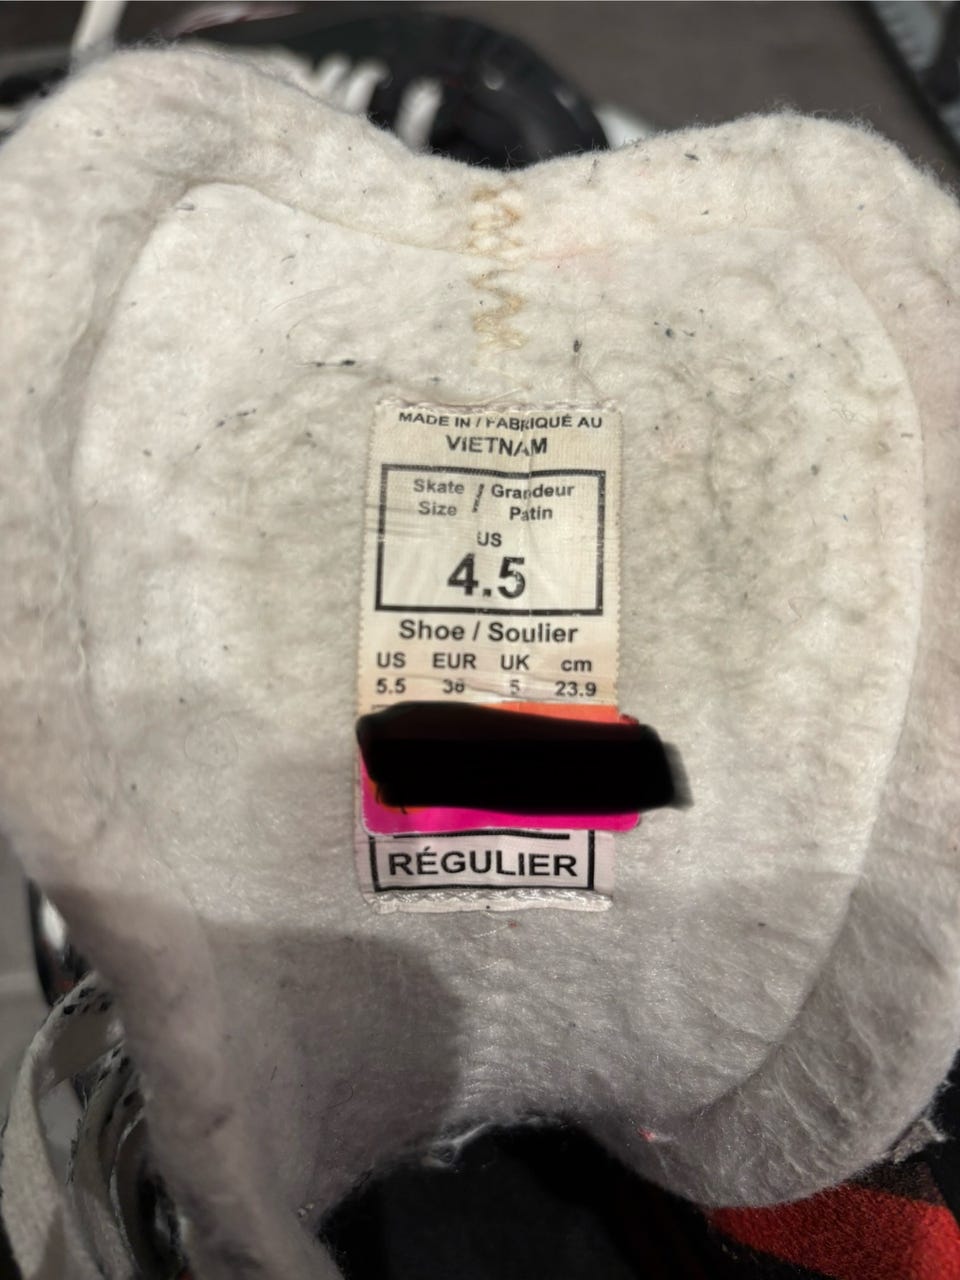 MADE IN / FABRIQUÉ AU
VIETNAM
Skate / Grandeur
Size Patin
US
4.5
Shoe / Soulier
US EUR UK cm
5.5 38 5 23.9
RÉGULIER